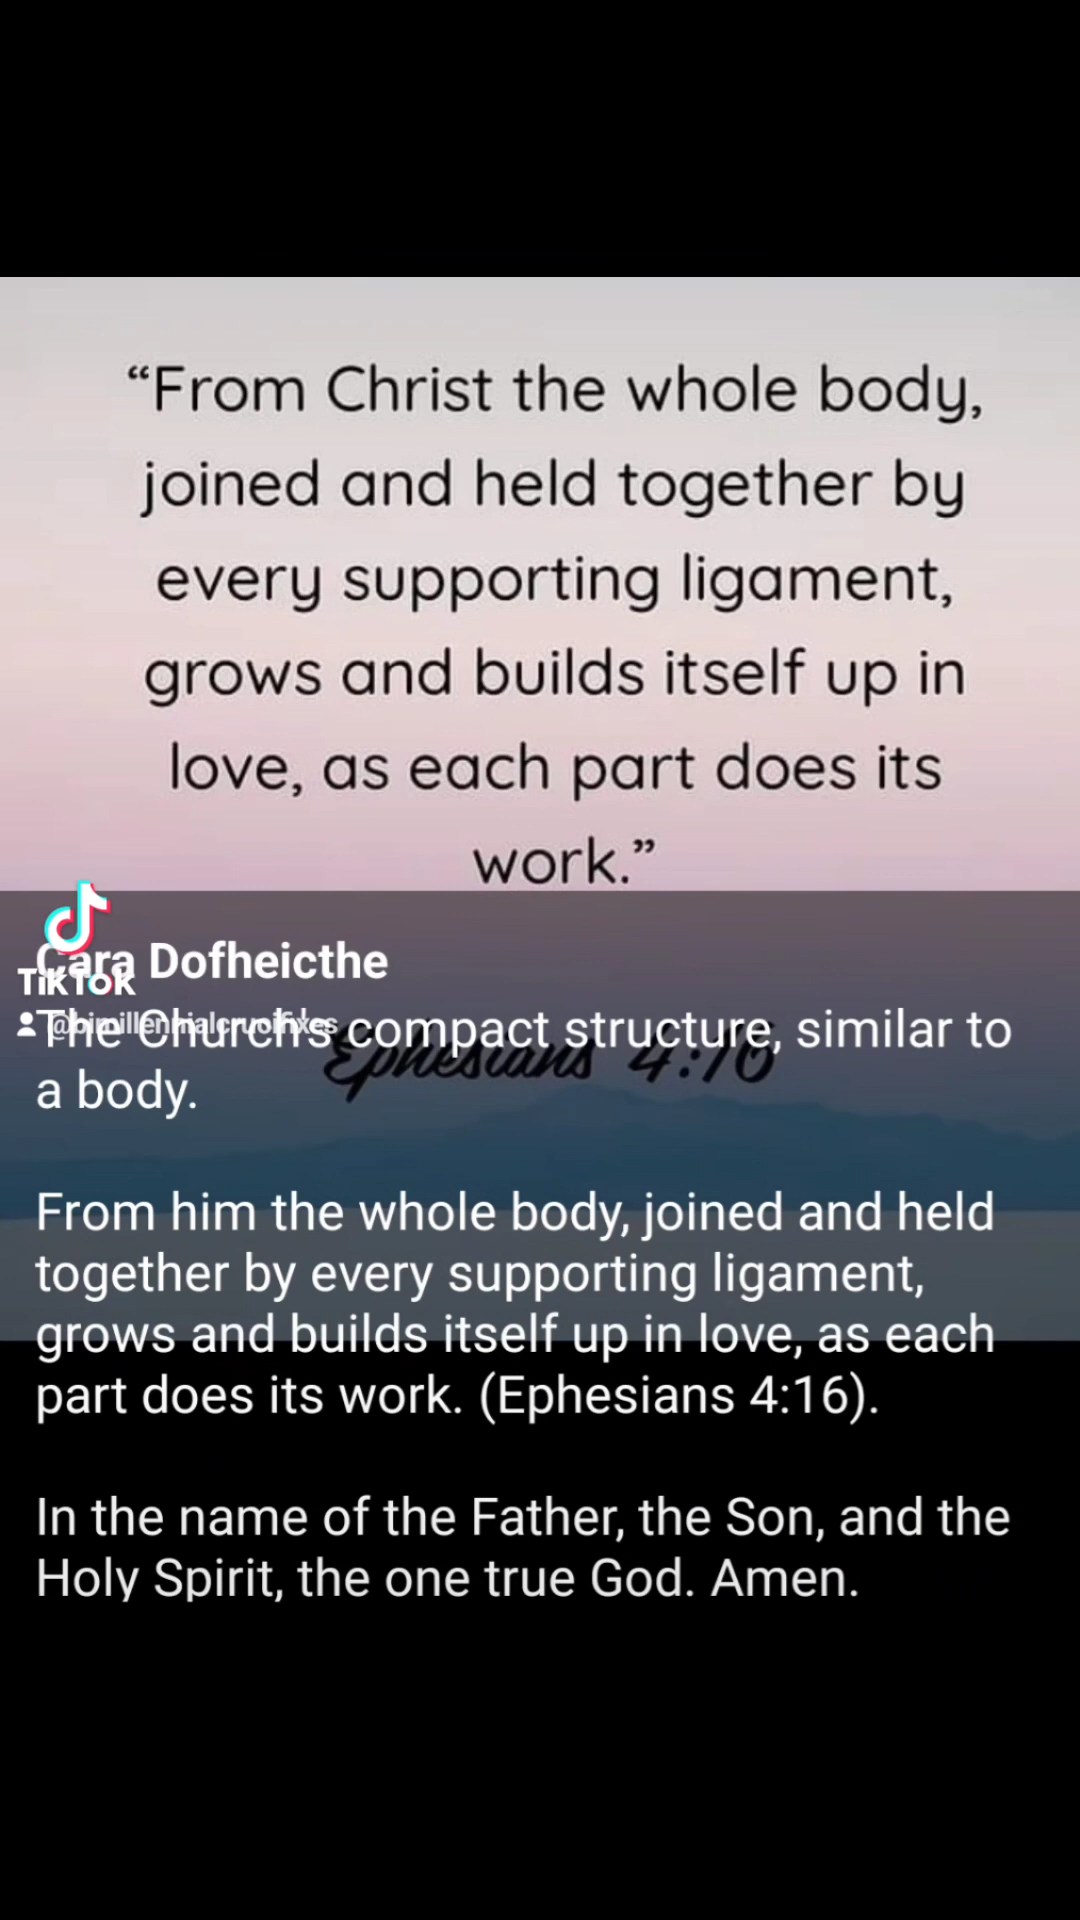 “From Christ the whole body,
joined and held together by
every supporting ligament,
grows and builds itself up in
love, as each part does its
work.”
Cara Dofheicthe
TikTok
@bimillennialcrucifixes
The Church's compact structure, similar to
a body.
Ephesians 4:16
From him the whole body, joined and held
together by every supporting ligament,
grows and builds itself up in love, as each
part does its work. (Ephesians 4:16).
In the name of the Father, the Son, and the
Holy Spirit, the one true God. Amen.